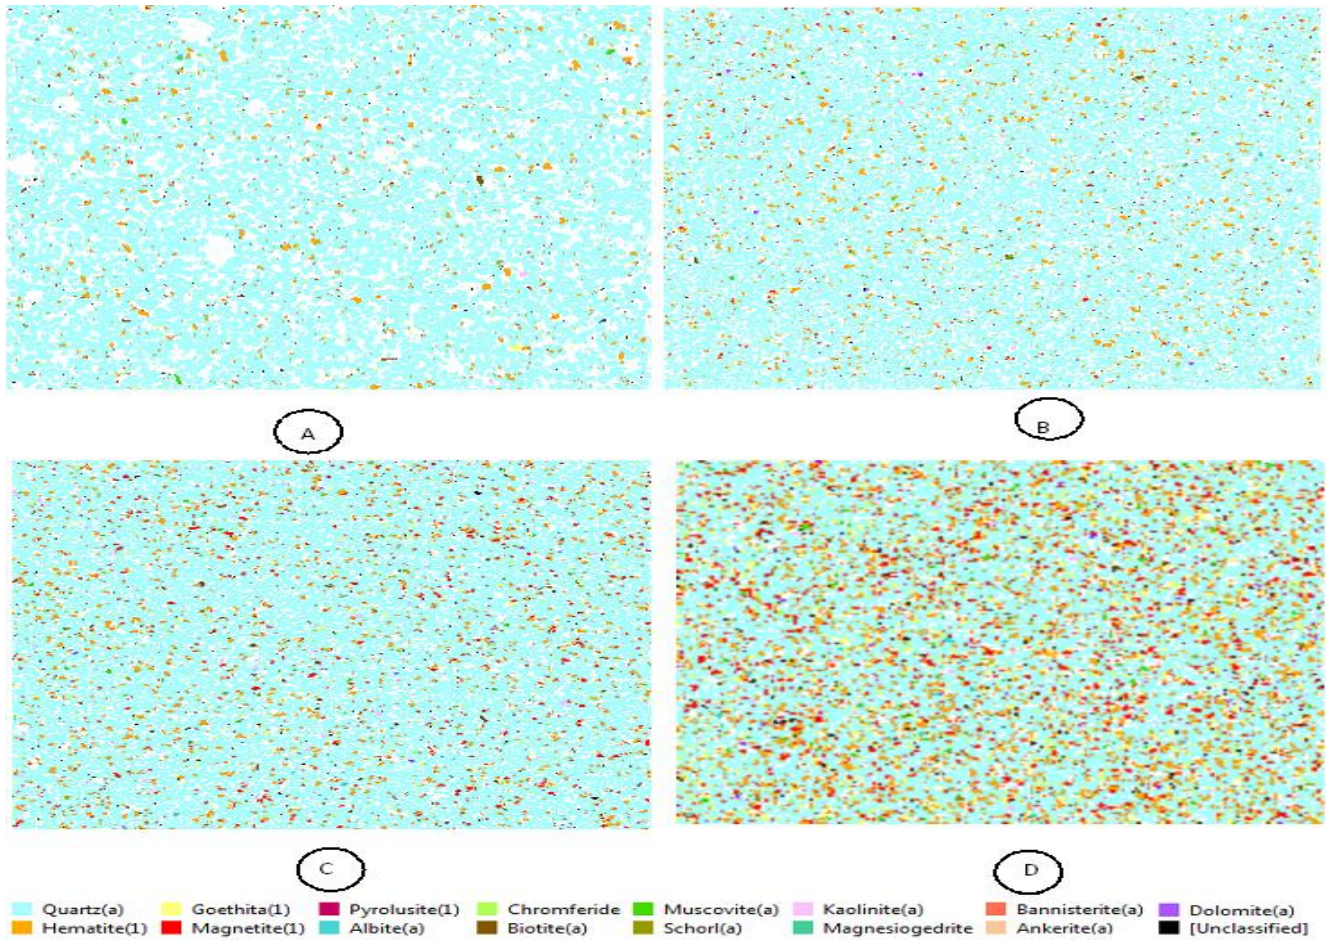 A
B
C
D
Quartz(a) Goethita(1) Pyrolusite(1) Chromferide Muscovite(a) Kaolinite(a) Bannisterite(a) Dolomite(a)
Hematite(1) Magnetite(1) Albite(a) Biotite(a) Schorl(a) Magnesiogedrite Ankerite(a) [Unclassified]